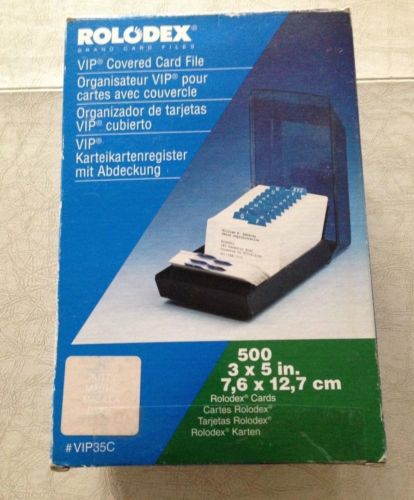 ROLODEX®
BRAND CARD FILES
VIP® Covered Card File
Organisateur VIP® pour
cartes avec couvercle
Organizador de tarjetas
VIP® cubierto
VIP®
Karteikartenregister
mit Abdeckung
500
3 x 5 in.
7,6 x 12,7 cm
Rolodex® Cards
Cartes Rolodex®
Tarjetas Rolodex®
Rolodex® Karten
#VIP35C